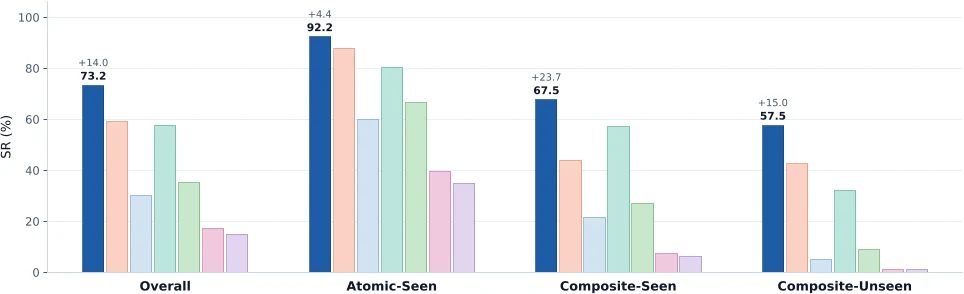 SR (%)
100
80
60
40
20
0
+14.0
73.2
+4.4
92.2
+23.7
67.5
+15.0
57.5
Overall
Atomic-Seen
Composite-Seen
Composite-Unseen